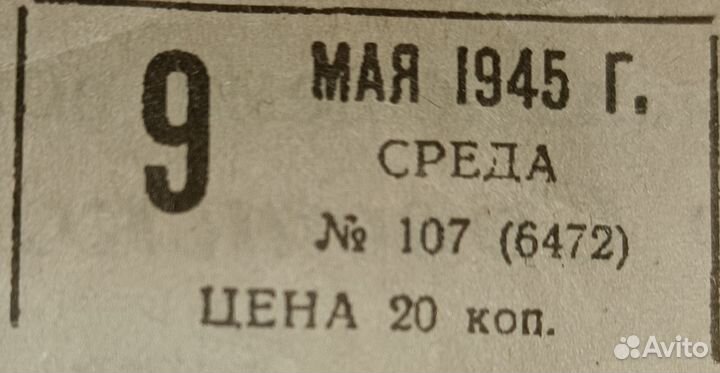 9 МАЯ 1945 Г.
СРЕДА
№ 107 (6472)
ЦЕНА 20 коп.
Avito